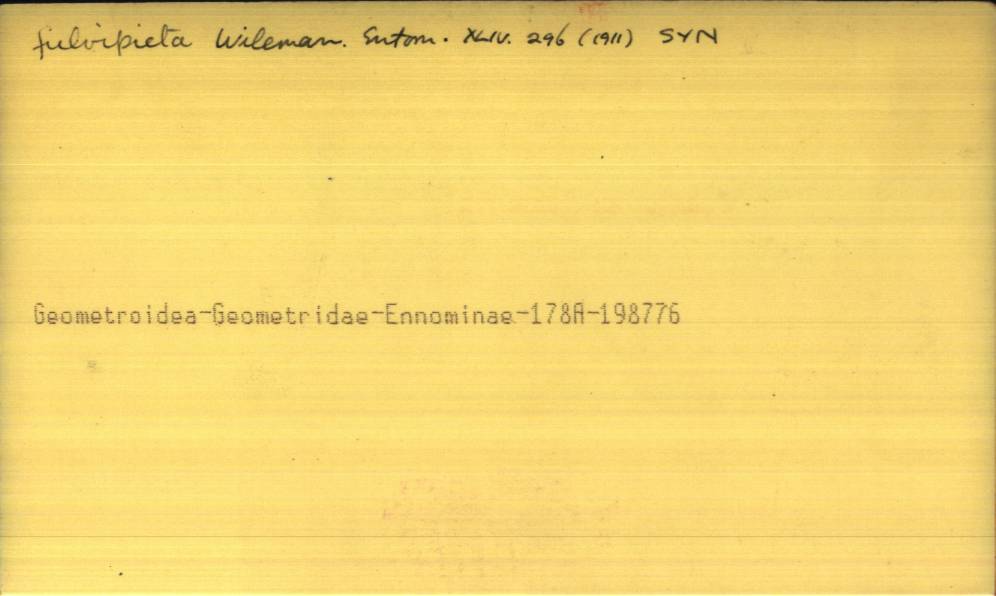 fulvipicta Wileman. Entom. XLIV. 296 (1911) SYN
Geometroidea-Geometridae-Ennominae-178A-198776